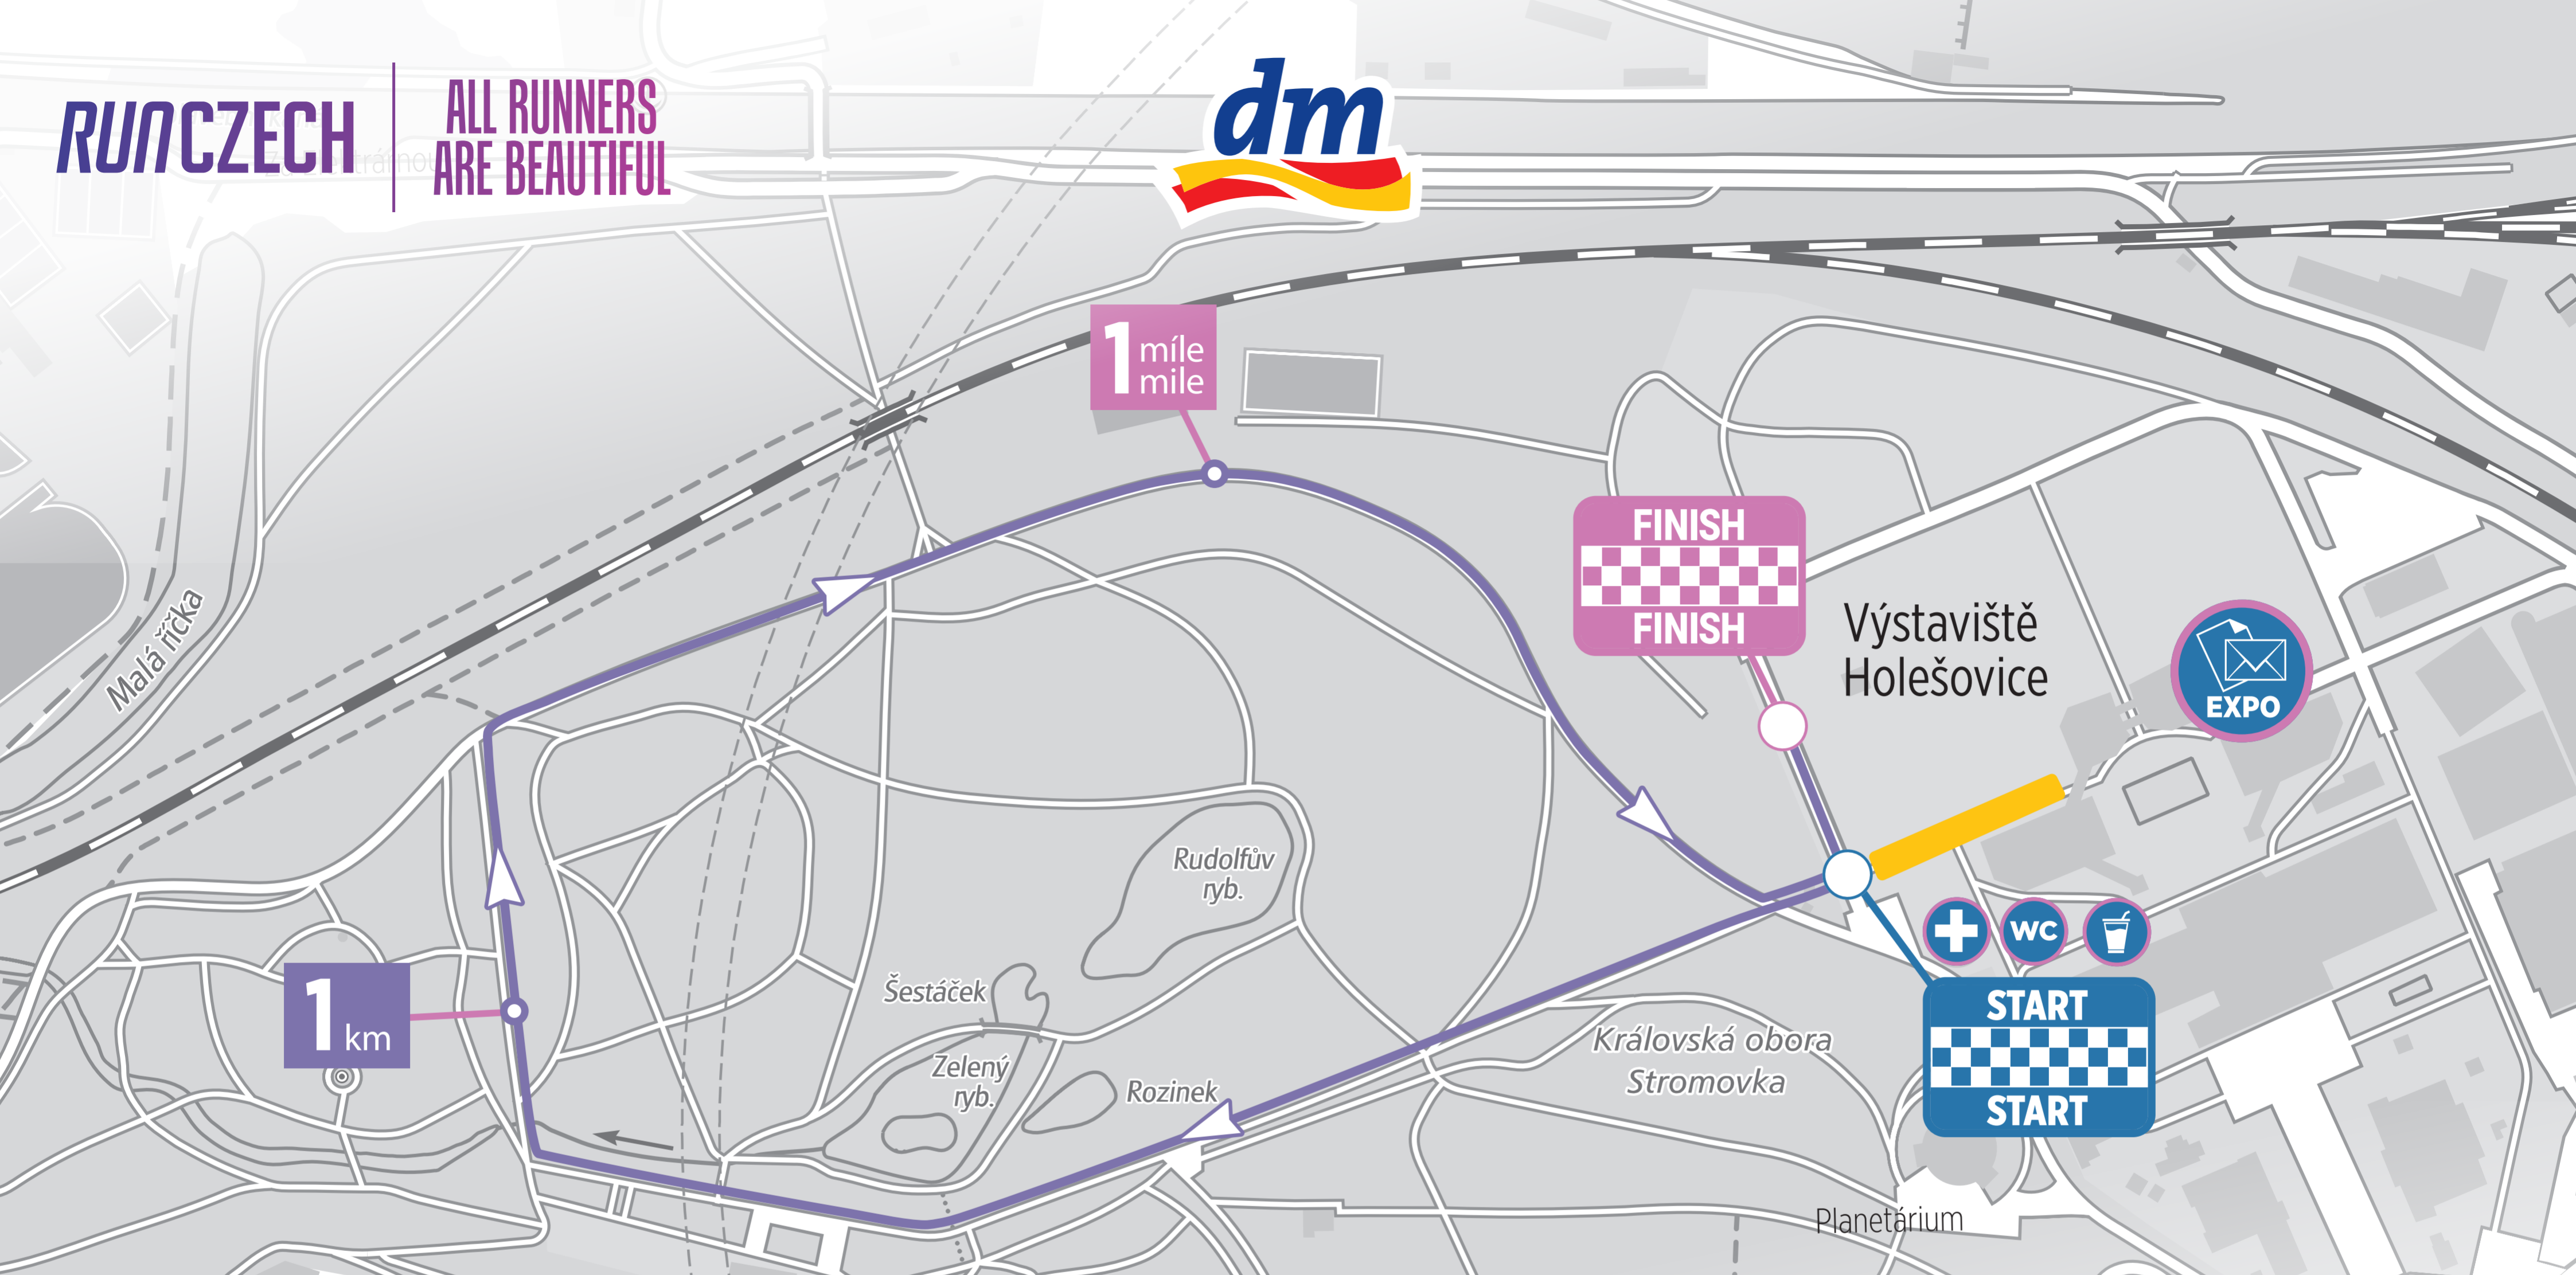 RUNCZECH
ALL RUNNERS
ARE BEAUTIFUL
dm
1 míle
mile
FINISH
FINISH
Výstaviště
Holešovice
EXPO
Malá říčka
Rudolfův
ryb.
WC
1 km
Šestáček
START
START
Královská obora
Stromovka
Zelený
ryb.
Rozinek
Planetárium